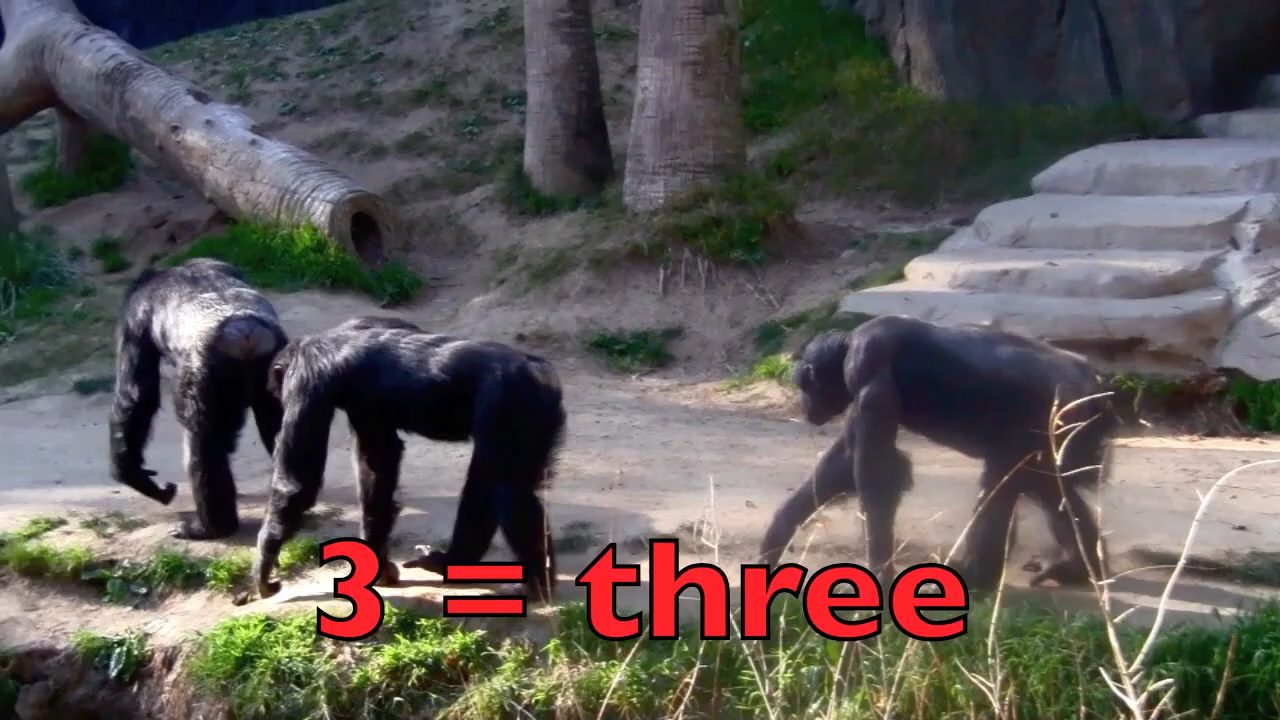 3 = three